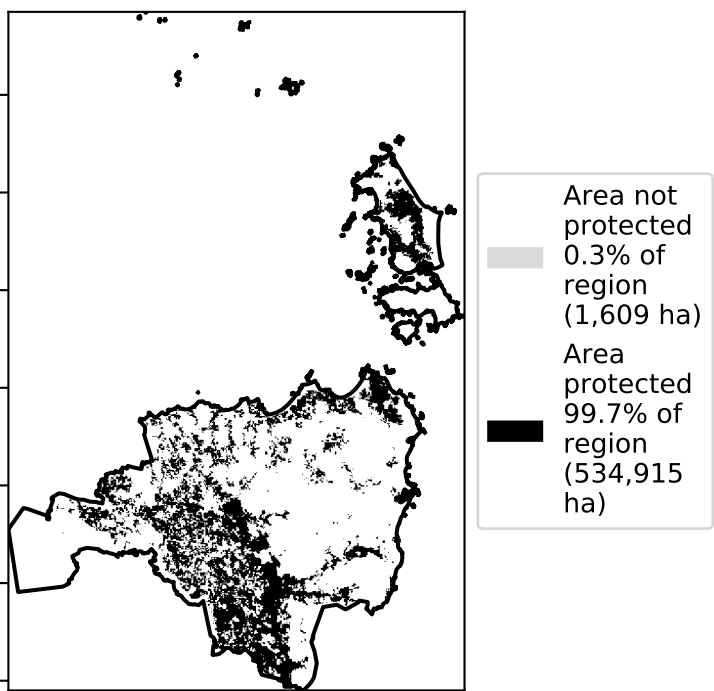 Area not
protected
0.3% of
region
(1,609 ha)
Area
protected
99.7% of
region
(534,915
ha)